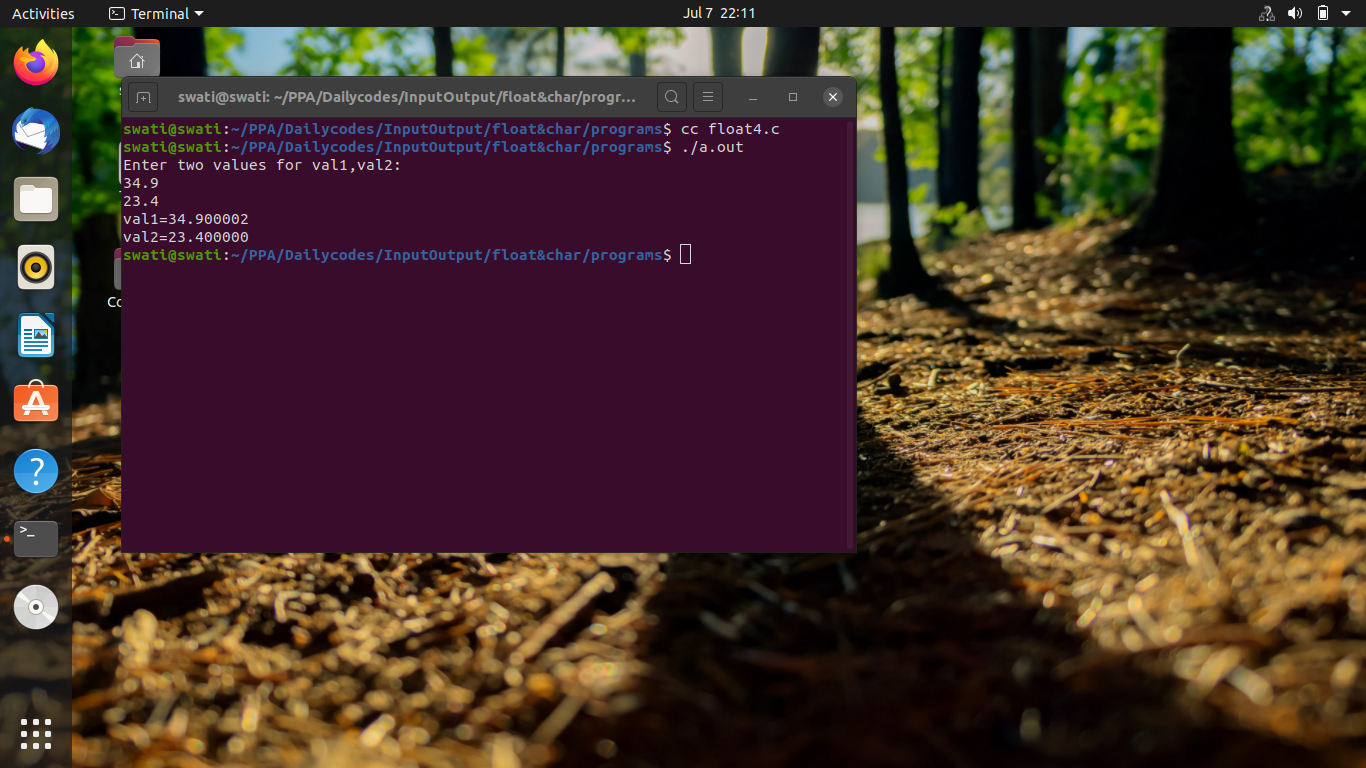 Activities
Terminal
Jul 7 22:11
swati@swati: ~/PPA/Dailycodes/InputOutput/float&char/progr...
swati@swati:~/PPA/Dailycodes/InputOutput/float&char/programs$ cc float4.c
swati@swati:~/PPA/Dailycodes/InputOutput/float&char/programs$ ./a.out
Enter two values for val1,val2:
34.9
23.4
val1=34.900002
val2=23.400000
swati@swati:~/PPA/Dailycodes/InputOutput/float&char/programs$